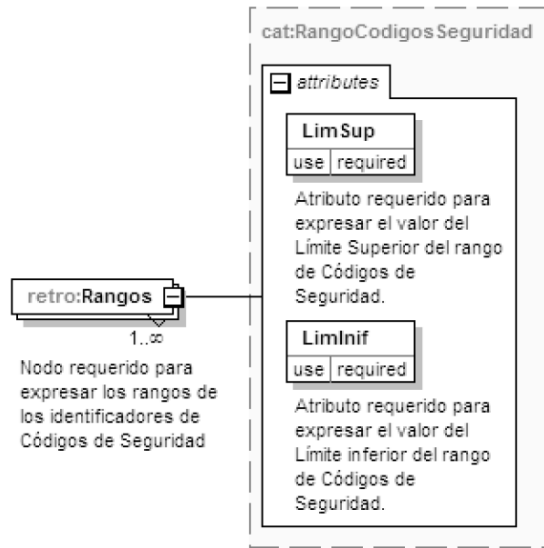 cat:RangoCodigosSeguridad
attributes
LimSup
use required
Atributo requerido para
expresar el valor del
Límite Superior del rango
de Códigos de
Seguridad.
retro:Rangos
1..∞
Nodo requerido para
expresar los rangos de
los identificadores de
Códigos de Seguridad
LimInif
use required
Atributo requerido para
expresar el valor del
Límite inferior del rango
de Códigos de
Seguridad.